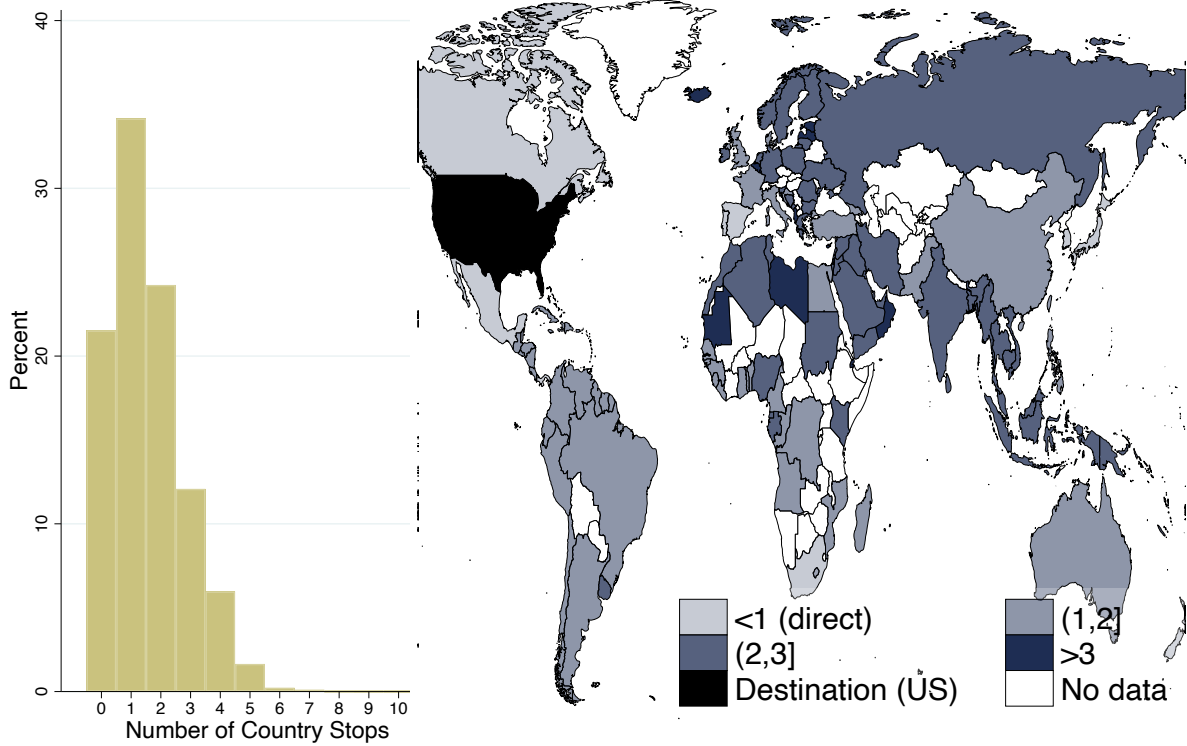 40
30
20
10
0
Percent
0 1 2 3 4 5 6 7 8 9 10
Number of Country Stops
<1 (direct)
(1,2]
(2,3]
>3
Destination (US)
No data